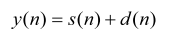 y(n) = s(n) + d(n)